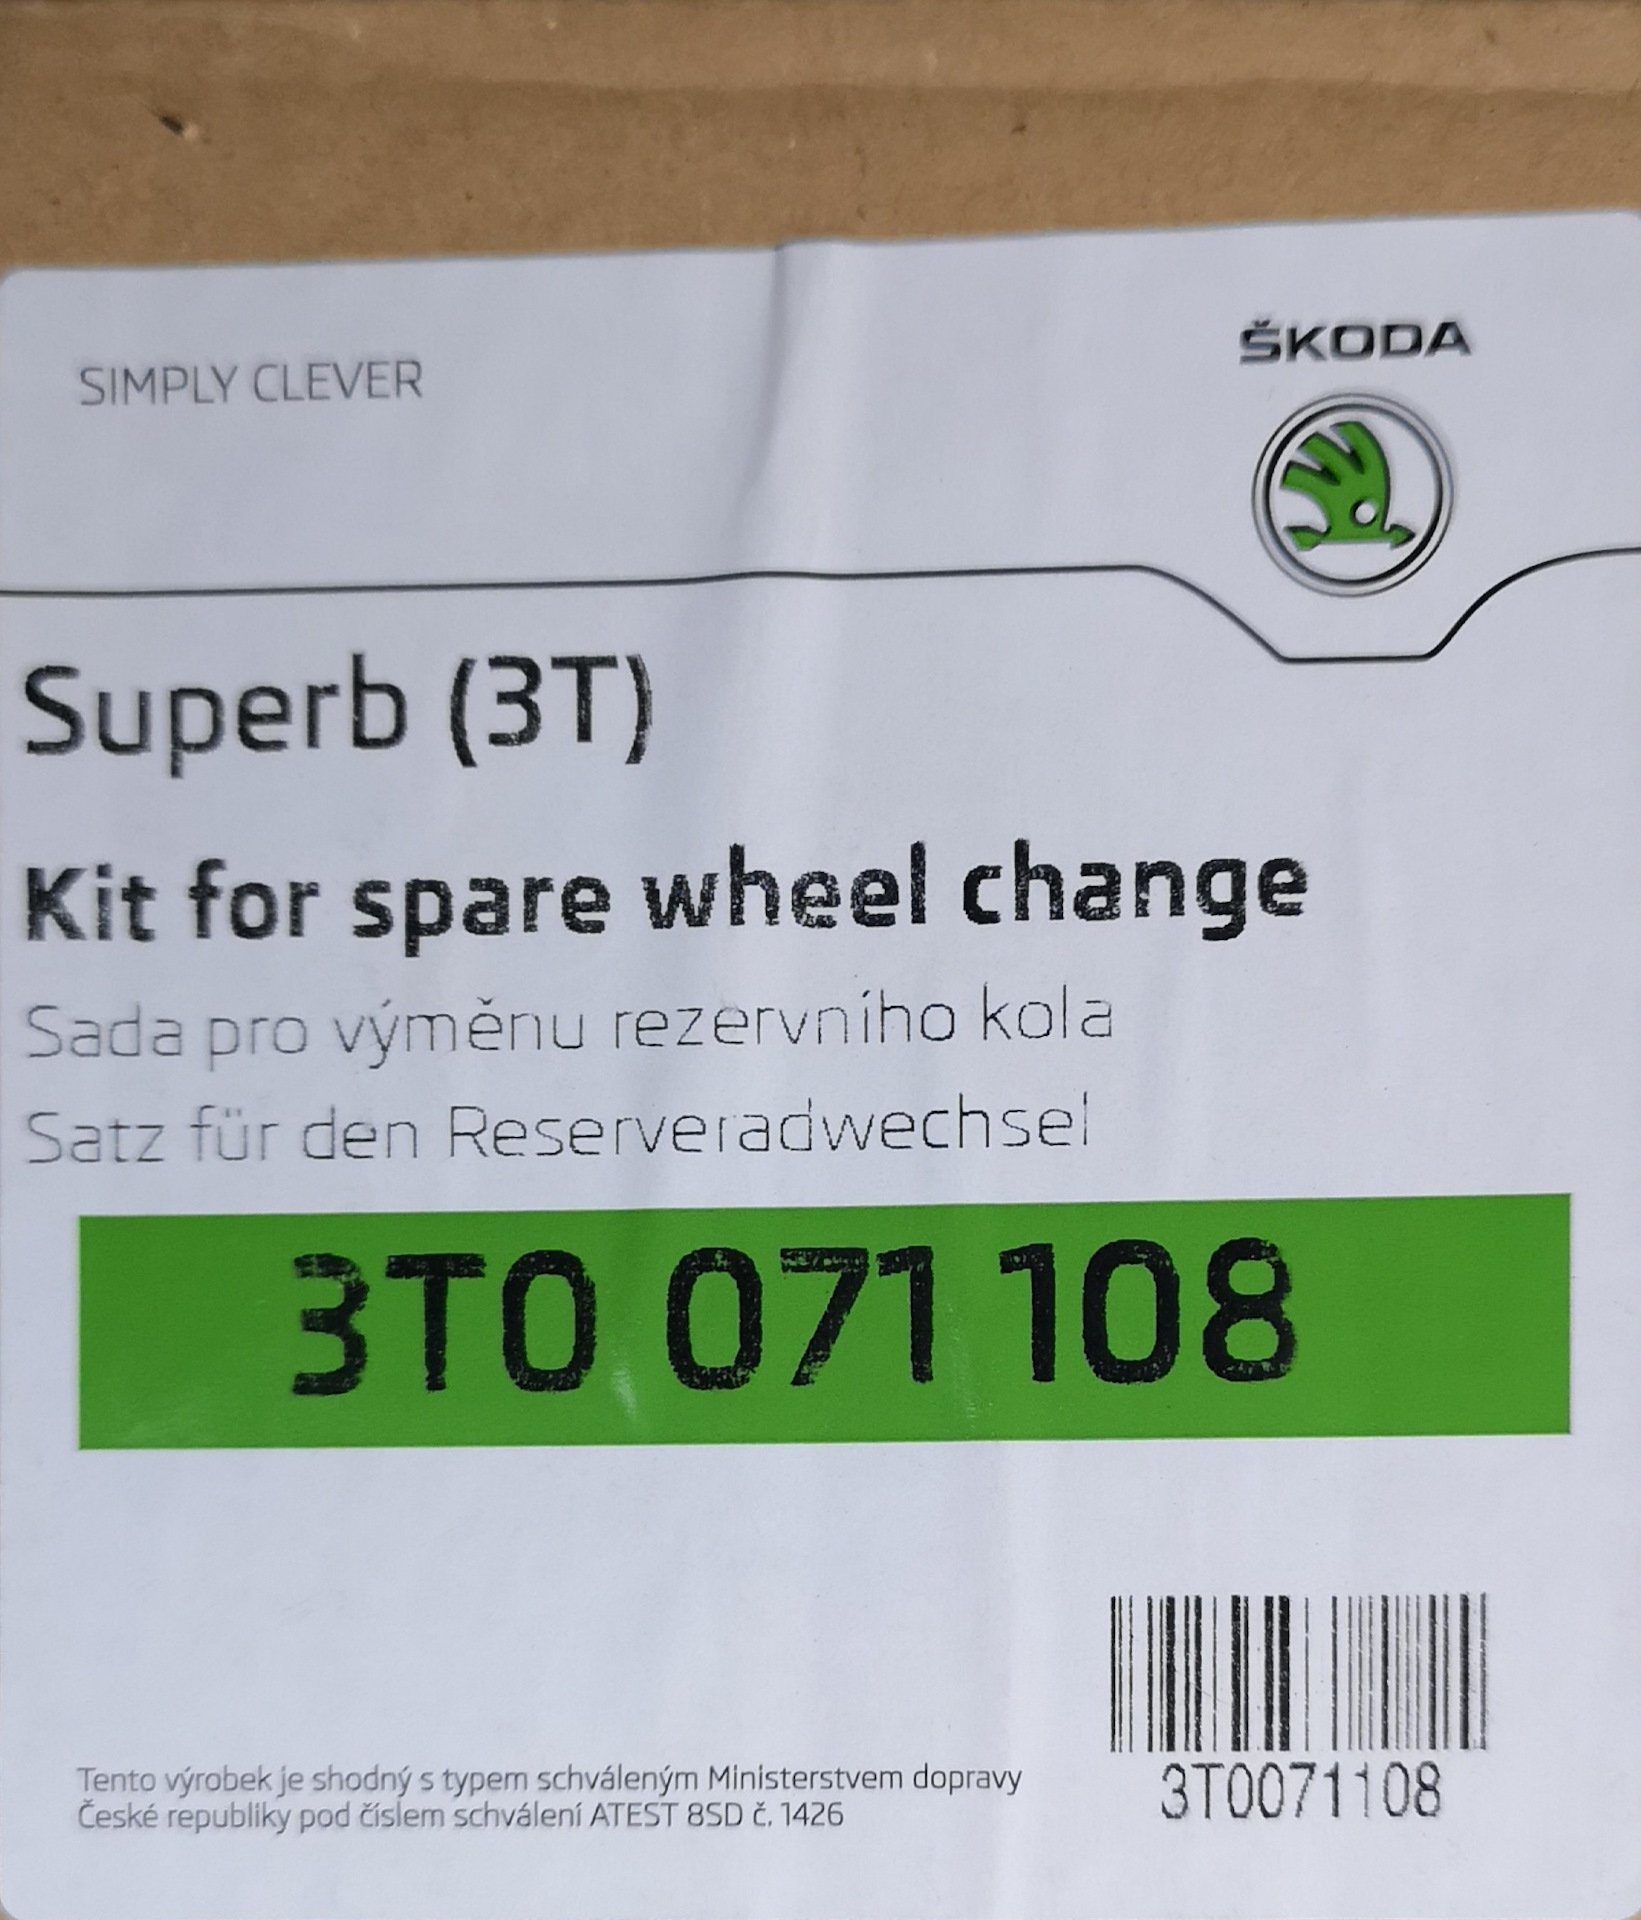 SIMPLY CLEVER
ŠKODA
Superb (3T)
Kit for spare wheel change
Sada pro výměnu rezervního kola
Satz für den Reserveradwechsel
3T0 071 108
3T0071108
Tento výrobek je shodný s typem schváleným Ministerstvem dopravy
České republiky pod číslem schválení ATEST 8SD č. 1426